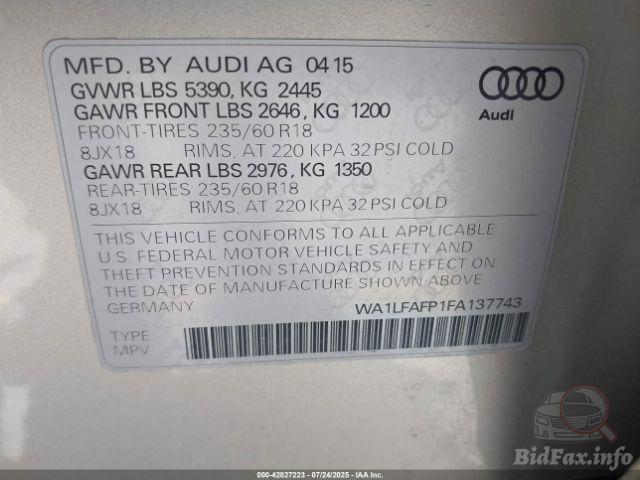 MFD. BY AUDI AG 04 15
GVWR LBS 5390, KG 2445
GAWR FRONT LBS 2646, KG 1200
FRONT-TIRES 235/60 R18
8JX18 RIMS, AT 220 KPA 32 PSI COLD
GAWR REAR LBS 2976, KG 1350
REAR-TIRES 235/60 R18
8JX18 RIMS, AT 220 KPA 32 PSI COLD
Audi
THIS VEHICLE CONFORMS TO ALL APPLICABLE
U.S. FEDERAL MOTOR VEHICLE SAFETY AND
THEFT PREVENTION STANDARDS IN EFFECT ON
THE DATE OF MANUFACTURE SHOWN ABOVE
GERMANY WA1LFAFP1FA137743
TYPE:
MPV
BidFax.info
000-42827223 | 07/24/2025 | IAA Inc.